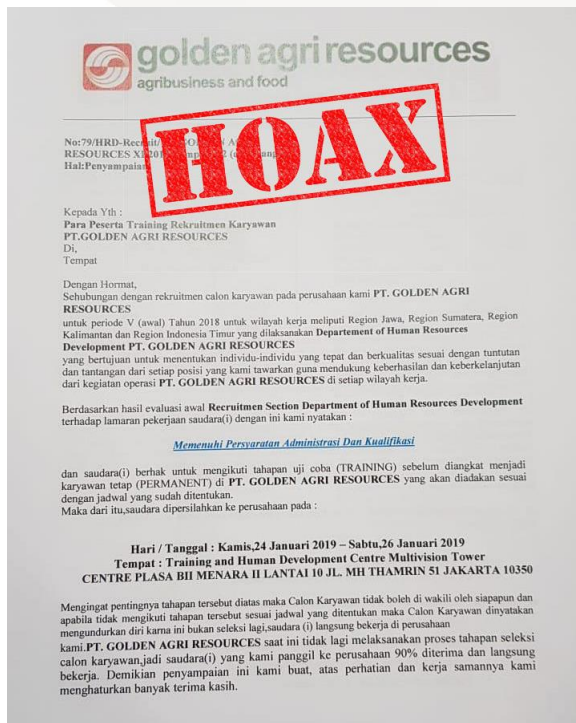 golden agri resources
agribusiness and food
HOAX
No:79/HRD-Recruit/
RESOURCES
Hal:Penyampaian
Kepada Yth :
Para Peserta Training Rekruitmen Karyawan
PT.GOLDEN AGRI RESOURCES
Di,
Tempat
Dengan Hormat,
Sehubungan dengan rekruitmen calon karyawan pada perusahaan kami PT. GOLDEN AGRI
RESOURCES
untuk periode V (awal) Tahun 2018 untuk wilayah kerja meliputi Region Jawa, Region Sumatera, Region
Kalimantan dan Region Indonesia Timur yang dilaksanakan Departement of Human Resources
Development PT. GOLDEN AGRI RESOURCES
yang bertujuan untuk menentukan individu-individu yang tepat dan berkualitas sesuai dengan tuntutan
dan tantangan dari setiap posisi yang kami tawarkan guna mendukung keberhasilan dan keberkelanjutan
dari kegiatan operasi PT. GOLDEN AGRI RESOURCES di setiap wilayah kerja.
Berdasarkan hasil evaluasi awal Recruitmen Section Department of Human Resources Development
terhadap lamaran pekerjaan saudara(i) dengan ini kami nyatakan :
Memenuhi Persyaratan Administrasi Dan Kualifikasi
dan saudara(i) berhak untuk mengikuti tahapan uji coba (TRAINING) sebelum diangkat menjadi
karyawan tetap (PERMANENT) di PT. GOLDEN AGRI RESOURCES yang akan diadakan sesuai
dengan jadwal yang sudah ditentukan.
Maka dari itu,saudara dipersilahkan ke perusahaan pada :
Hari / Tanggal : Kamis,24 Januari 2019 – Sabtu,26 Januari 2019
Tempat : Training and Human Development Centre Multivision Tower
CENTRE PLASA BII MENARA II LANTAI 10 JL. MH THAMRIN 51 JAKARTA 10350
Mengingat pentingnya tahapan tersebut diatas maka Calon Karyawan tidak boleh di wakili oleh siapapun dan
apabila tidak mengikuti tahapan tersebut sesuai jadwal yang ditentukan maka Calon Karyawan dinyatakan
mengundurkan diri karna ini bukan seleksi lagi,saudara (i) langsung bekerja di perusahaan
kami.PT. GOLDEN AGRI RESOURCES saat ini tidak lagi melaksanakan proses tahapan seleksi
calon karyawan,jadi saudara(i) yang kami panggil ke perusahaan 90% diterima dan langsung
bekerja. Demikian penyampaian ini kami buat, atas perhatian dan kerja samannya kami
menghaturkan banyak terima kasih.